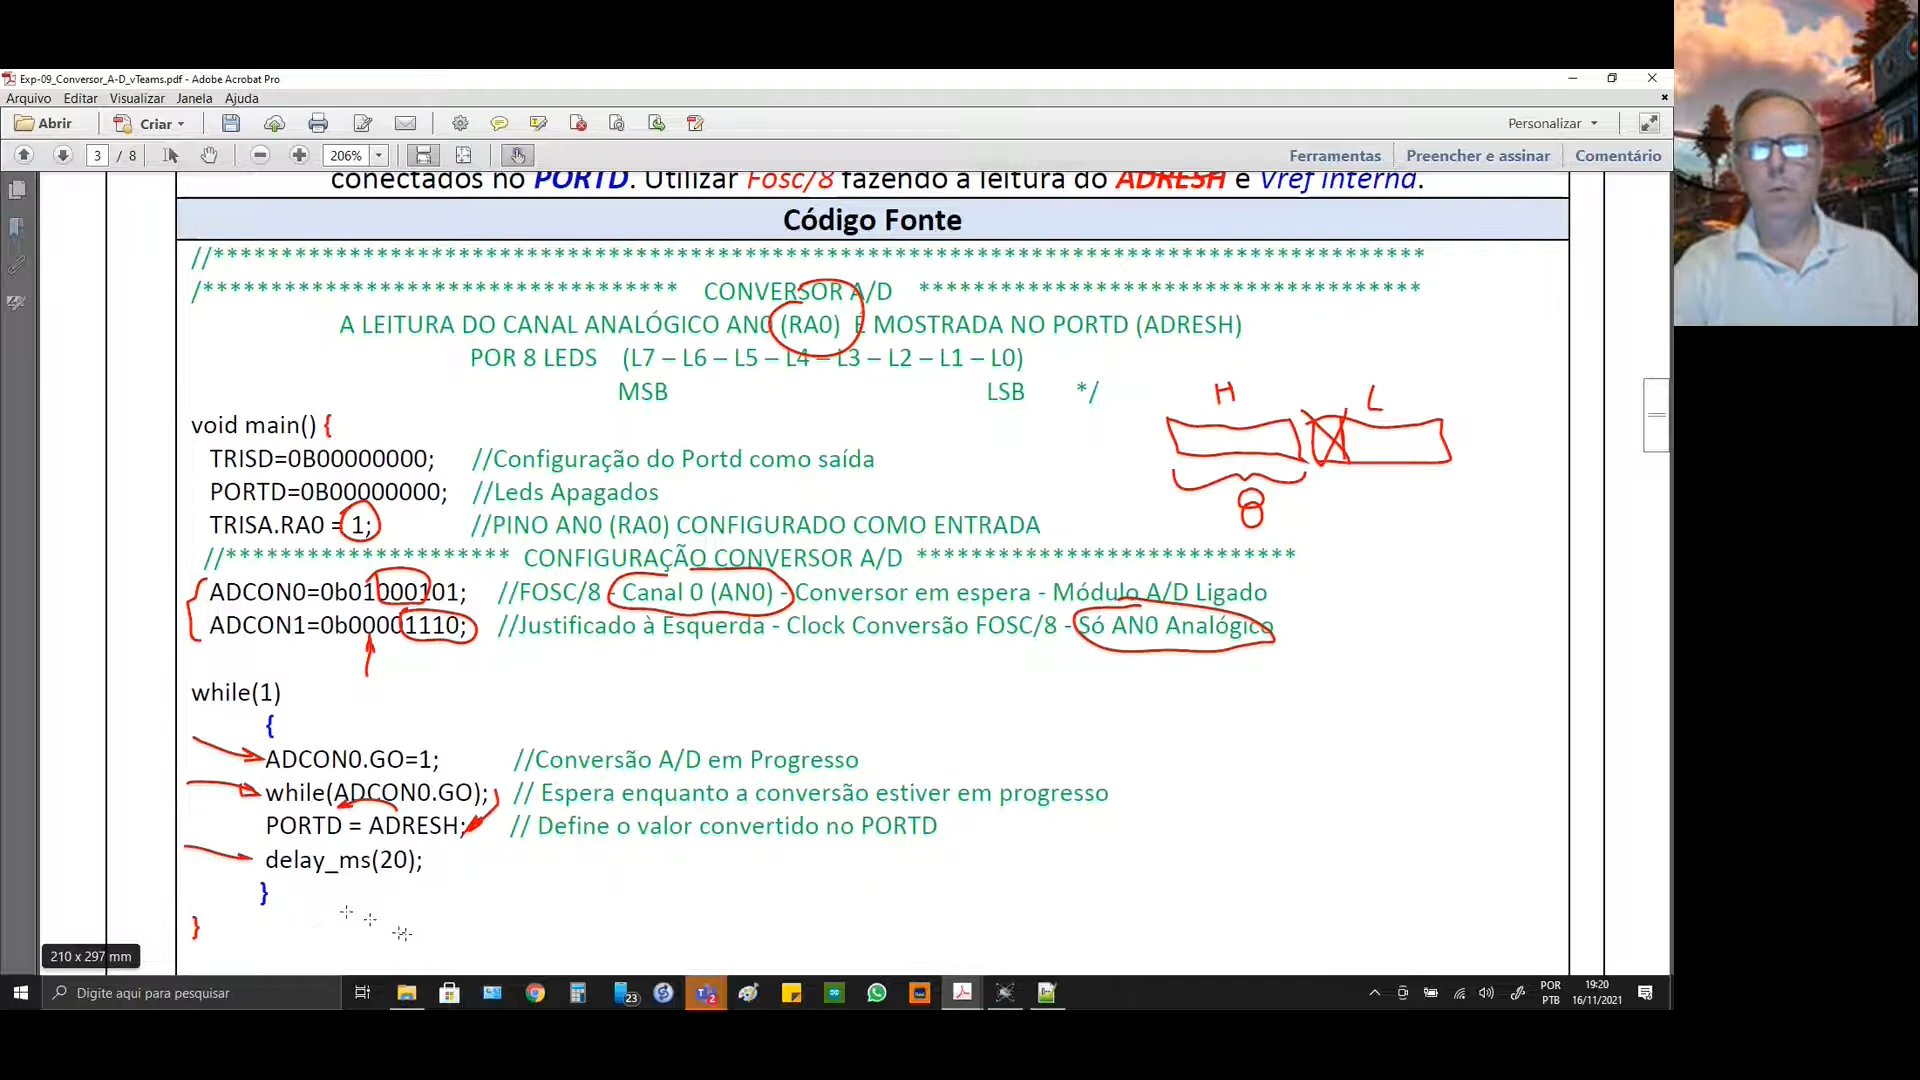 Exp-09_Conversor_A-D_vTeams.pdf - Adobe Acrobat Pro
Arquivo Editar Visualizar Janela Ajuda
Abrir Criar Personalizar
3 / 8 206% Ferramentas Preencher e assinar Comentário
conectados no PORTD. Utilizar Fosc/8 fazendo a leitura do ADRESH e Vref interna.
Código Fonte
//*****************************************************************************************
/*********************************** CONVERSOR A/D *************************************
A LEITURA DO CANAL ANALÓGICO AN0 (RA0) É MOSTRADA NO PORTD (ADRESH)
POR 8 LEDS (L7 – L6 – L5 – L4 – L3 – L2 – L1 – L0)
MSB LSB */
H L
void main() {
TRISD=0B00000000; //Configuração do Portd como saída
PORTD=0B00000000; //Leds Apagados
8
TRISA.RA0 = 1; //PINO AN0 (RA0) CONFIGURADO COMO ENTRADA
//********************* CONFIGURAÇÃO CONVERSOR A/D ****************************
ADCON0=0b01000101; //FOSC/8 - Canal 0 (AN0) - Conversor em espera - Módulo A/D Ligado
ADCON1=0b00001110; //Justificado à Esquerda - Clock Conversão FOSC/8 - Só AN0 Analógico
while(1)
{
ADCON0.GO=1; //Conversão A/D em Progresso
while(ADCON0.GO); // Espera enquanto a conversão estiver em progresso
PORTD = ADRESH; // Define o valor convertido no PORTD
delay_ms(20);
}
}
210 x 297 mm
Digite aqui para pesquisar 23 2 POR 19:20
PTB 16/11/2021